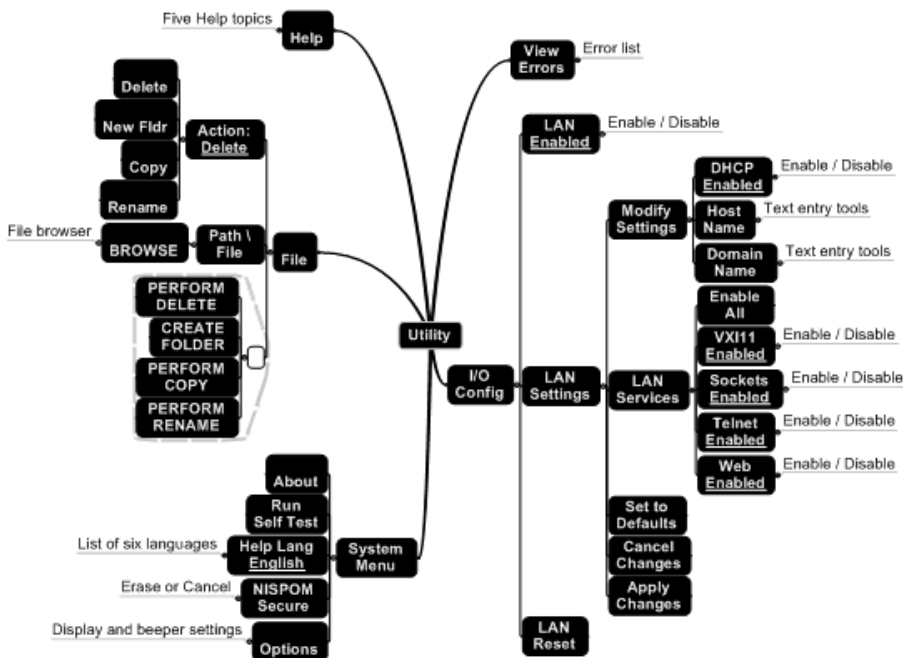 Five Help topics
Help
View
Errors
Error list
Delete
New Fldr
Copy
Rename
Action:
Delete
File browser
BROWSE
Path \
File
File
PERFORM
DELETE
CREATE
FOLDER
PERFORM
COPY
PERFORM
RENAME
Utility
I/O
Config
LAN
Enabled
Enable / Disable
LAN
Settings
Modify
Settings
DHCP
Enabled
Enable / Disable
Host
Name
Text entry tools
Domain
Name
Text entry tools
LAN
Services
Enable
All
VXI11
Enabled
Enable / Disable
Sockets
Enabled
Enable / Disable
Telnet
Enabled
Enable / Disable
Web
Enabled
Enable / Disable
Set to
Defaults
Cancel
Changes
Apply
Changes
LAN
Reset
System
Menu
About
Run
Self Test
List of six languages
Help Lang
English
Erase or Cancel
NISPOM
Secure
Display and beeper settings
Options